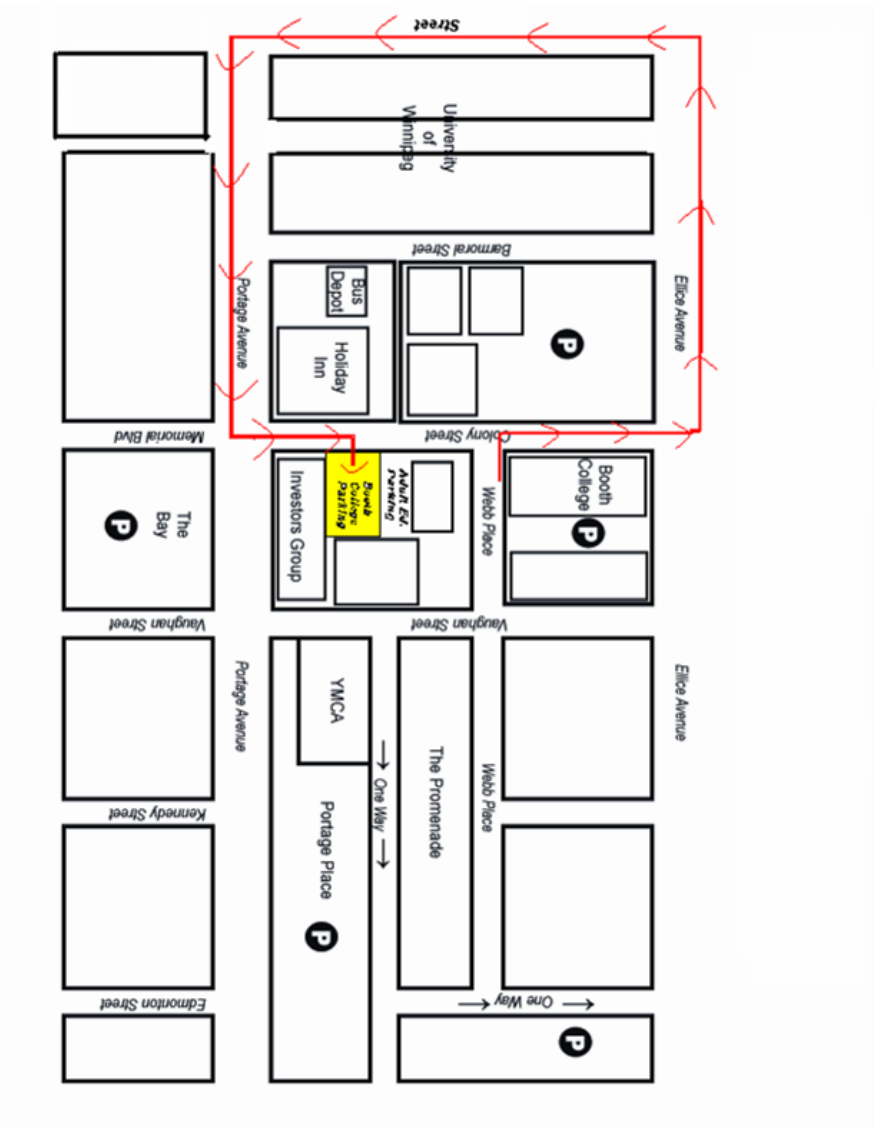 Street
University
of
Winnipeg
Barmoral Street
Bus
Depot
Holiday
Inn
P
Portage Avenue
Ellice Avenue
Memorial Blvd
Colony Street
The
Bay
P
Investors Group
Booth
College
Parking
Adult Ed.
Parking
Webb Place
Booth
College
P
Vaughan Street
Vaughan Street
Portage Avenue
YMCA
One Way
The Promenade
Webb Place
Ellice Avenue
Kennedy Street
Portage Place
P
Edmonton Street
One Way
P